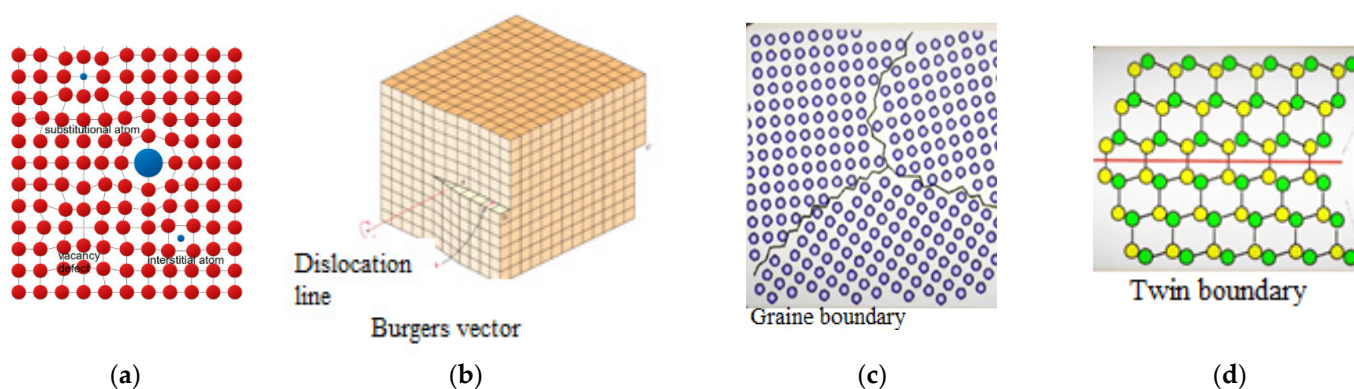 substitutional atom
vacancy
defect
interstitial atom
Dislocation
line
Burgers vector
Graine boundary
Twin boundary
(a)
(b)
(c)
(d)